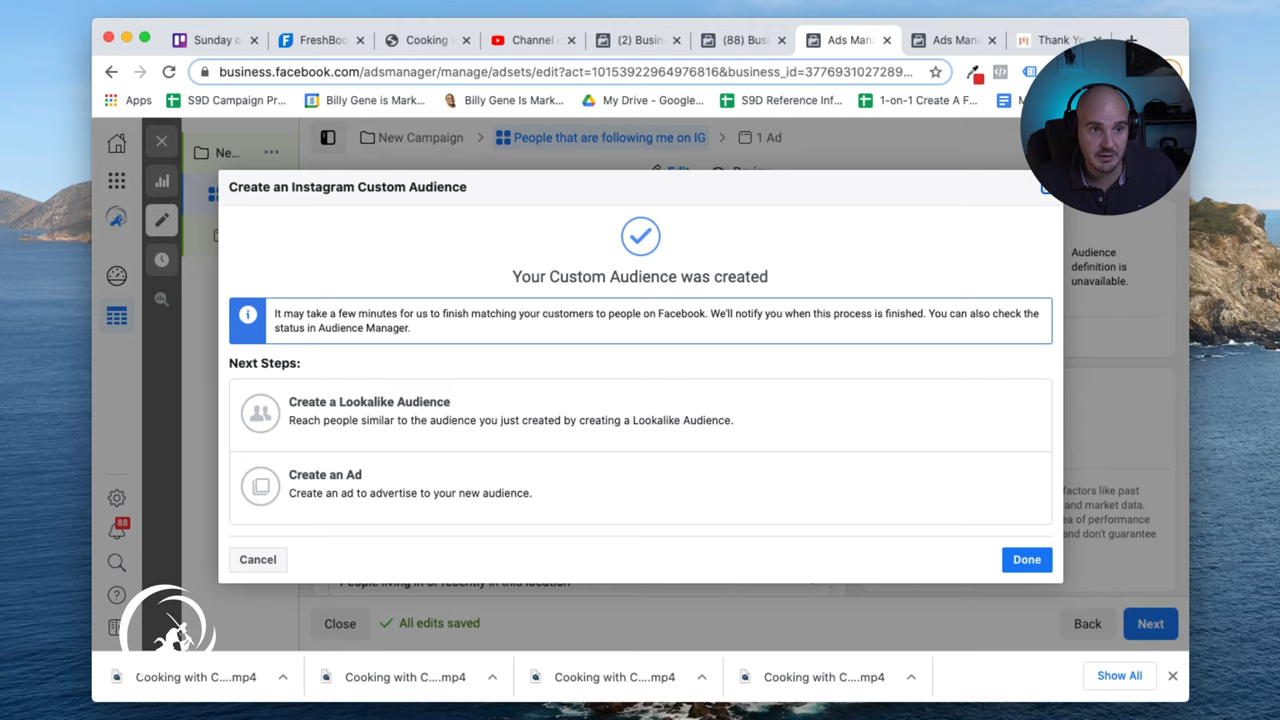 Sunday
FreshBoo
Cooking
Channel
(2) Busin
(88) Busi
Ads Man
Ads Man
Thank Yo
business.facebook.com/adsmanager/manage/adsets/edit?act=10153922964976816&business_id=3776931027289...
Apps
S9D Campaign Pr...
Billy Gene is Mark...
Billy Gene Is Mark...
My Drive - Google...
S9D Reference Inf...
1-on-1 Create A F...
New Campaign
People that are following me on IG
1 Ad
Ne...
Edit
Review
Create an Instagram Custom Audience
Your Custom Audience was created
It may take a few minutes for us to finish matching your customers to people on Facebook. We'll notify you when this process is finished. You can also check the
status in Audience Manager.
Next Steps:
Create a Lookalike Audience
Reach people similar to the audience you just created by creating a Lookalike Audience.
Create an Ad
Create an ad to advertise to your new audience.
Cancel
Done
Audience
definition is
unavailable.
factors like past
and market data.
ea of performance
and don't guarantee
88
People living in or recently in this location
Close
All edits saved
Back
Next
Cooking with C....mp4
Cooking with C....mp4
Cooking with C....mp4
Cooking with C....mp4
Show All